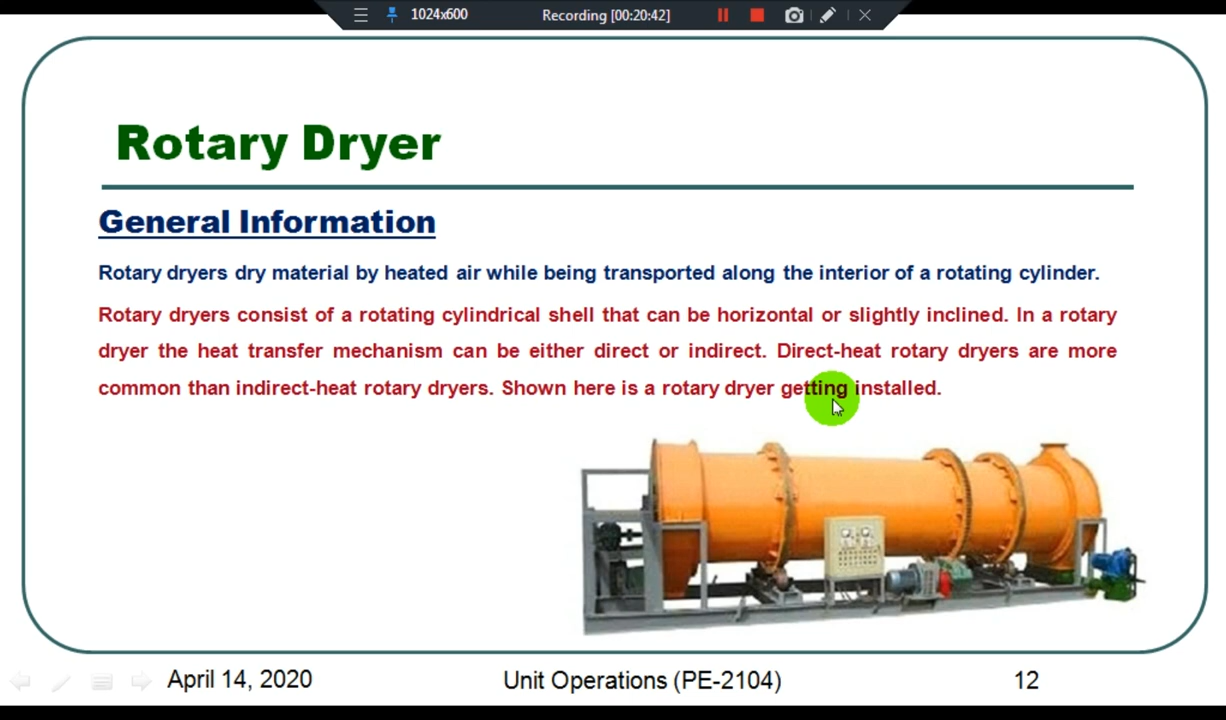 1024x600
Recording [00:20:42]
Rotary Dryer
General Information
Rotary dryers dry material by heated air while being transported along the interior of a rotating cylinder.
Rotary dryers consist of a rotating cylindrical shell that can be horizontal or slightly inclined. In a rotary
dryer the heat transfer mechanism can be either direct or indirect. Direct-heat rotary dryers are more
common than indirect-heat rotary dryers. Shown here is a rotary dryer getting installed.
April 14, 2020
Unit Operations (PE-2104)
12